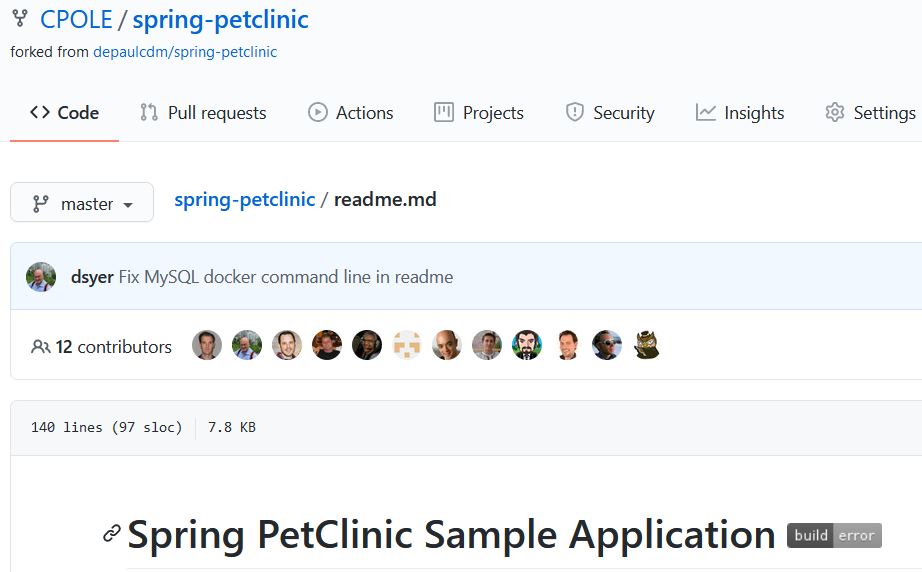 CPOLE / spring-petclinic
forked from depaulcdm/spring-petclinic
Code Pull requests Actions Projects Security Insights Settings
master spring-petclinic / readme.md
dsyer Fix MySQL docker command line in readme
12 contributors
140 lines (97 sloc) 7.8 KB
Spring PetClinic Sample Application build error